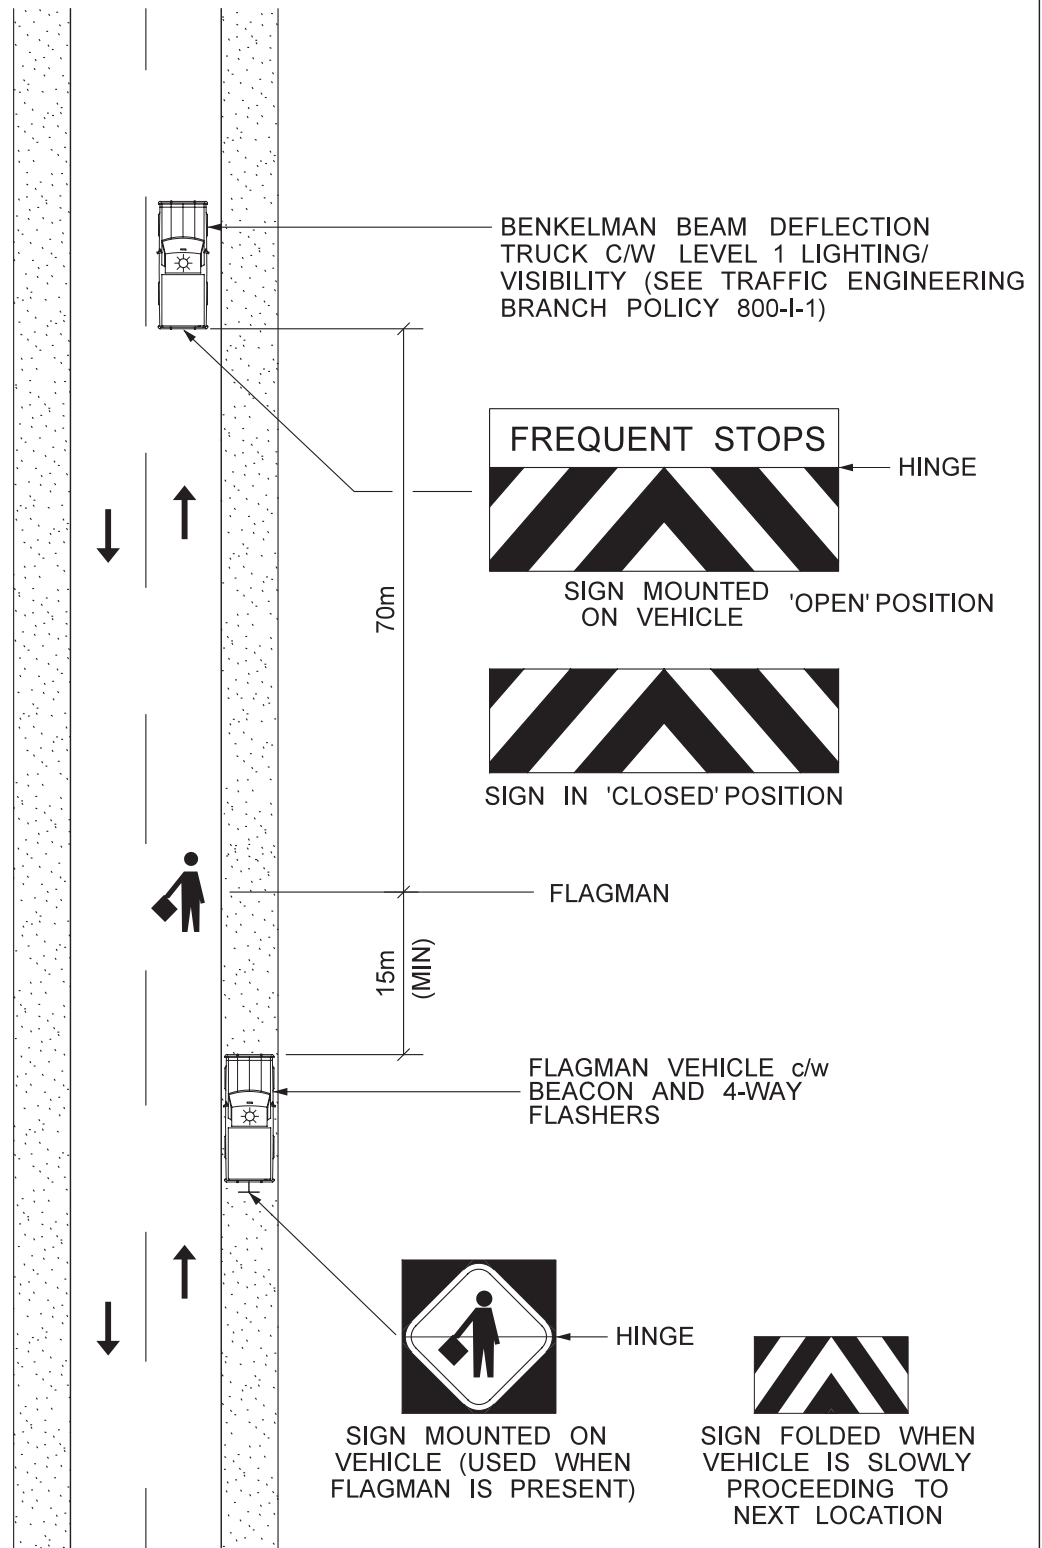 BENKELMAN BEAM DEFLECTION
TRUCK C/W LEVEL 1 LIGHTING/
VISIBILITY (SEE TRAFFIC ENGINEERING
BRANCH POLICY 800-I-1)
FREQUENT STOPS
HINGE
SIGN MOUNTED
ON VEHICLE
'OPEN' POSITION
70m
SIGN IN 'CLOSED' POSITION
FLAGMAN
15m
(MIN)
FLAGMAN VEHICLE c/w
BEACON AND 4-WAY
FLASHERS
HINGE
SIGN MOUNTED ON
VEHICLE (USED WHEN
FLAGMAN IS PRESENT)
SIGN FOLDED WHEN
VEHICLE IS SLOWLY
PROCEEDING TO
NEXT LOCATION